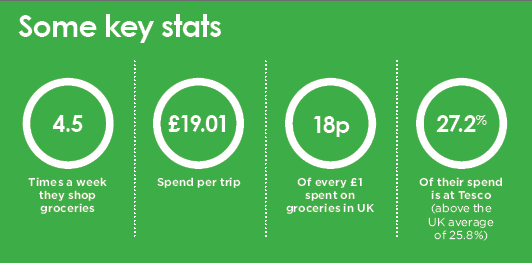 Some key stats
4.5
Times a week
they shop
groceries
£19.01
Spend per trip
18p
Of every £1
spent on
groceries in UK
27.2%
Of their spend
is at Tesco
(above the
UK average
of 25.8%)